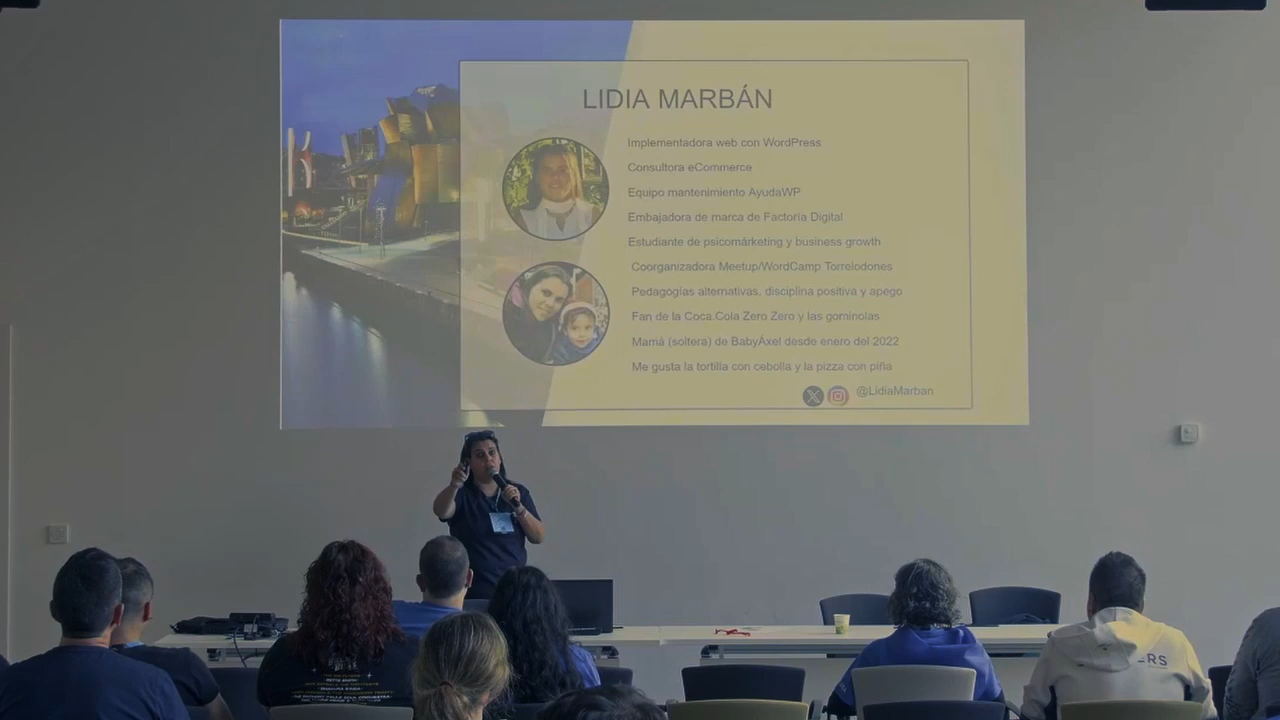 LIDIA MARBÁN
Implementadora web con WordPress
Consultora eCommerce
Equipo mantenimiento AyudaWP
Embajadora de marca de Factoría Digital
Estudiante de psicomárketing y business growth
Coorganizadora Meetup/WordCamp Torrelodones
Pedagogías alternativas, disciplina positiva y apego
Fan de la Coca.Cola Zero Zero y las gominolas
Mamá (soltera) de BabyÁxel desde enero del 2022
Me gusta la tortilla con cebolla y la pizza con piña
@LidiaMarban
ERS